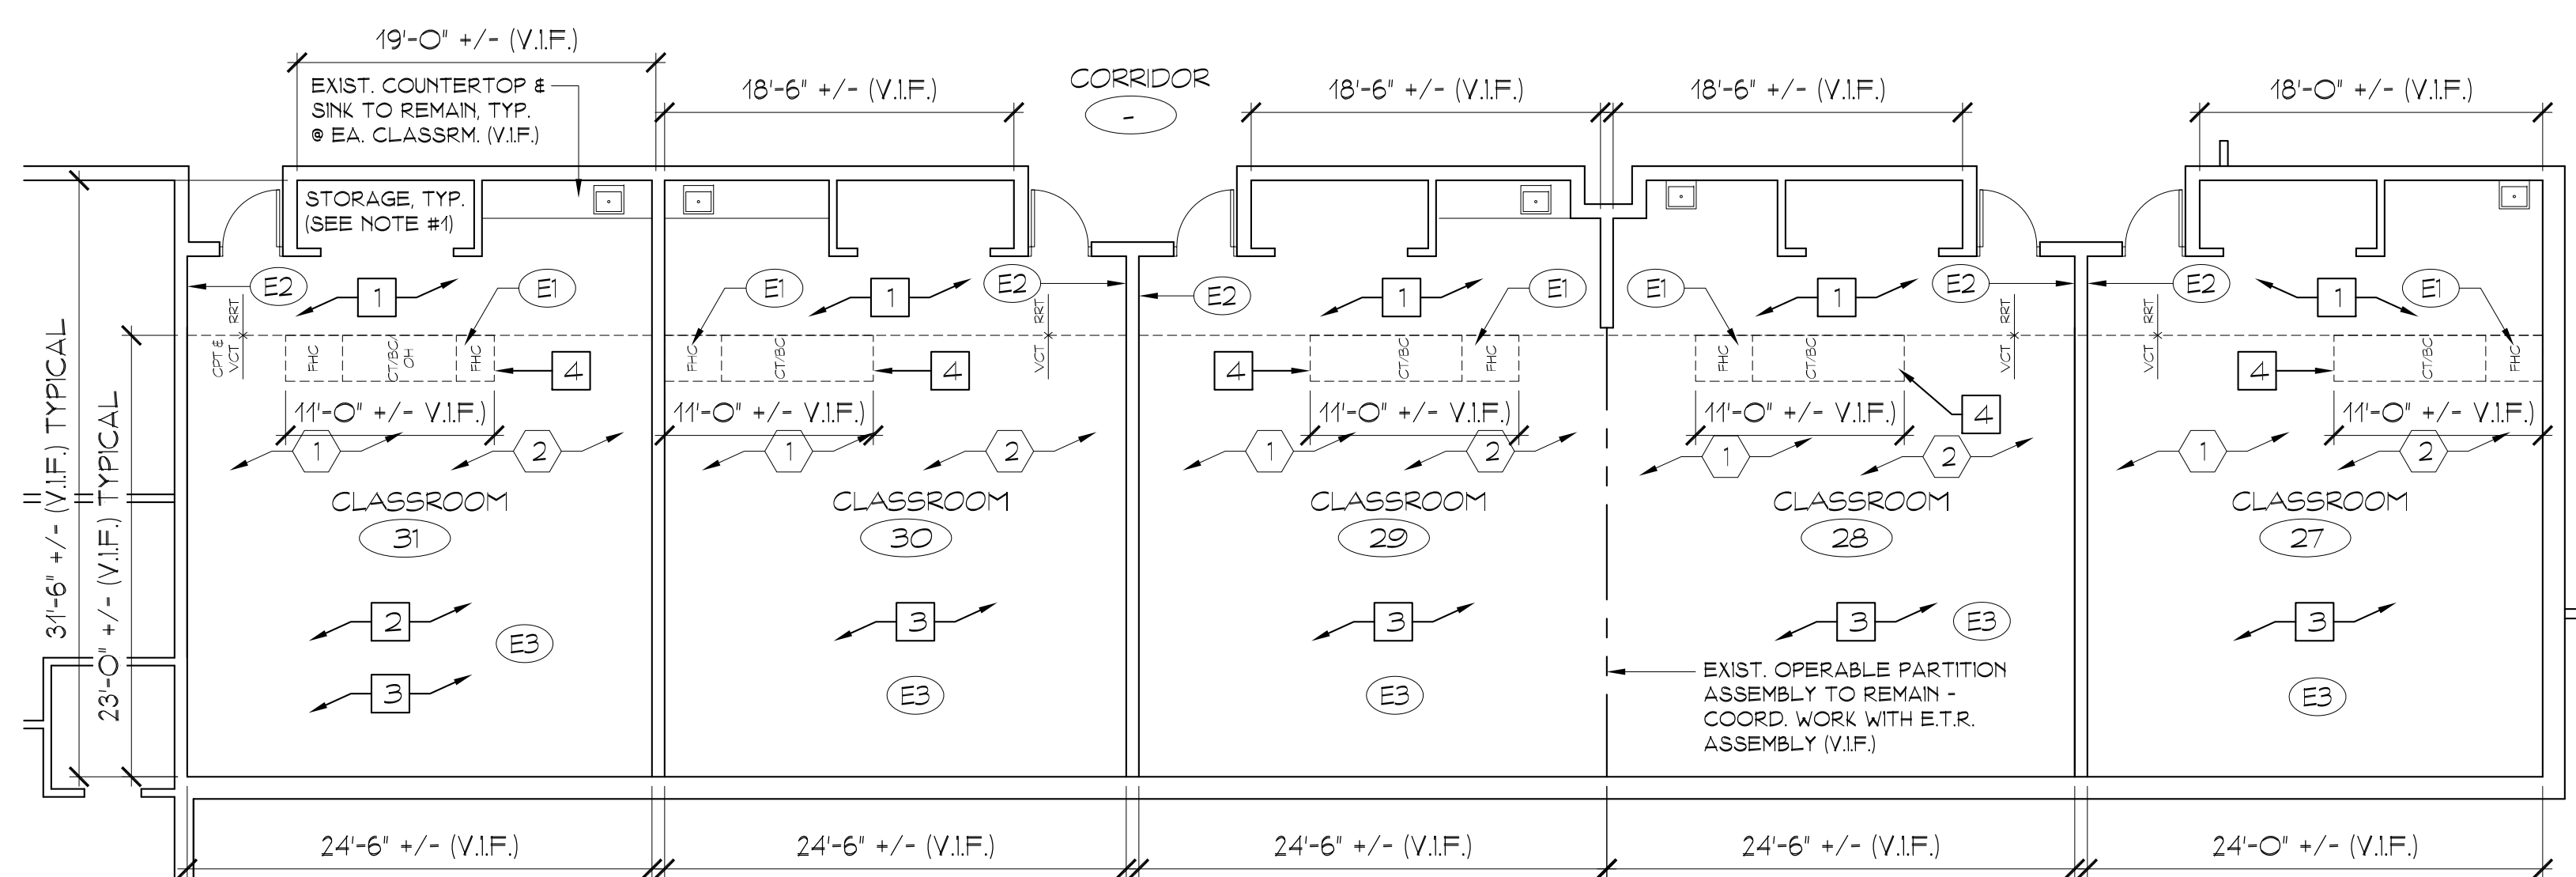 19'-0" +/- (V.I.F.)
EXIST. COUNTERTOP &
SINK TO REMAIN, TYP.
@ EA. CLASSRM. (V.I.F.)
18'-6" +/- (V.I.F.)
CORRIDOR
-
18'-6" +/- (V.I.F.)
18'-6" +/- (V.I.F.)
18'-0" +/- (V.I.F.)
STORAGE, TYP.
(SEE NOTE #1)
E2
1
E1
E1
1
E2
E2
1
E1
E1
1
E2
E2
1
E1
RRT
CPT &
VCT
FHC
CT/BC/
OH
FHC
4
FHC
CT/BC
4
RRT
VCT
4
CT/BC
FHC
FHC
CT/BC
4
RRT
VCT
RRT
VCT
4
CT/BC
FHC
11'-0" +/- V.I.F.)
11'-0" +/- V.I.F.)
11'-0" +/- V.I.F.)
11'-0" +/- V.I.F.)
11'-0" +/- V.I.F.)
1
2
1
2
1
2
1
2
1
2
31'-6" +/- (V.I.F.) TYPICAL
23'-0" +/- (V.I.F.) TYPICAL
CLASSROOM
31
CLASSROOM
30
CLASSROOM
29
CLASSROOM
28
CLASSROOM
27
2
E3
3
3
E3
3
E3
3
E3
3
E3
EXIST. OPERABLE PARTITION
ASSEMBLY TO REMAIN -
COORD. WORK WITH E.T.R.
ASSEMBLY (V.I.F.)
24'-6" +/- (V.I.F.)
24'-6" +/- (V.I.F.)
24'-6" +/- (V.I.F.)
24'-6" +/- (V.I.F.)
24'-0" +/- (V.I.F.)